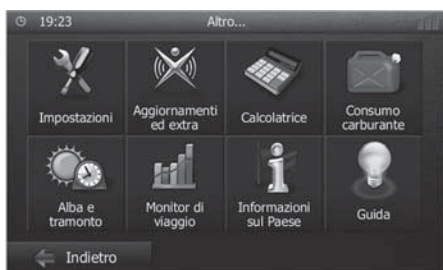 19:23 Altro...
Impostazioni
Aggiornamenti
ed extra
Calcolatrice
Consumo
carburante
Alba e
tramonto
Monitor di
viaggio
Informazioni
sul Paese
Guida
Indietro